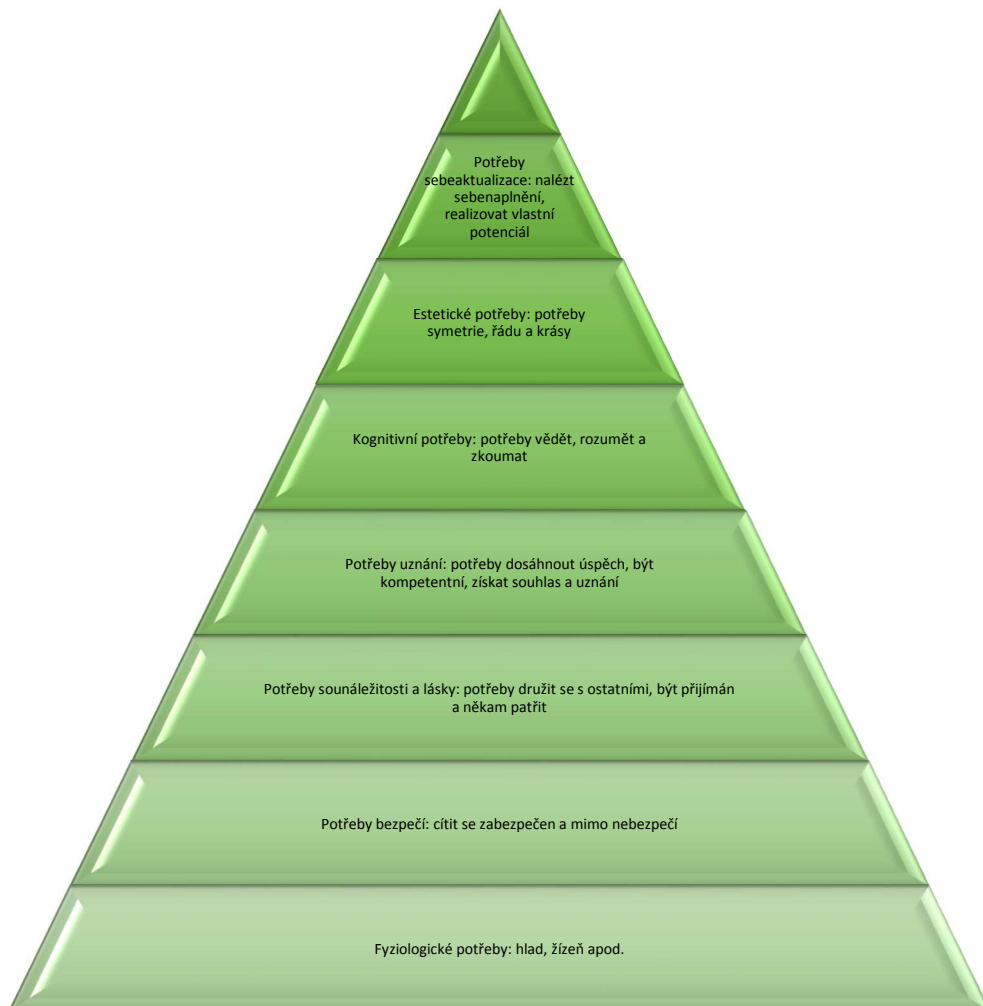 Potřeby
sebeaktualizace: nalézt
sebenaplnění,
realizovat vlastní
potenciál
Estetické potřeby: potřeby
symetrie, řádu a krásy
Kognitivní potřeby: potřeby vědět, rozumět a
zkoumat
Potřeby uznání: potřeby dosáhnout úspěch, být
kompetentní, získat souhlas a uznání
Potřeby sounáležitosti a lásky: potřeby družit se s ostatními, být přijímán
a někam patřit
Potřeby bezpečí: cítit se zabezpečen a mimo nebezpečí
Fyziologické potřeby: hlad, žízeň apod.